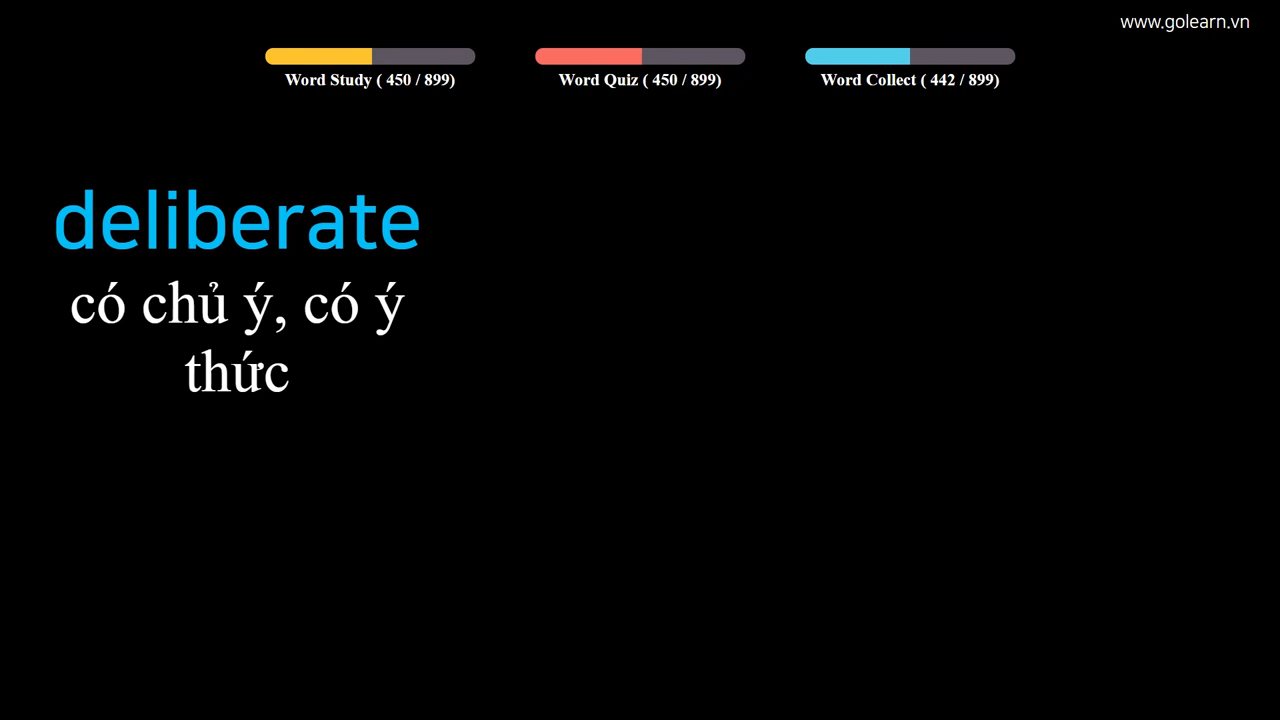 www.golearn.vn
Word Study ( 450 / 899)
Word Quiz ( 450 / 899)
Word Collect ( 442 / 899)
deliberate
có chủ ý, có ý
thức